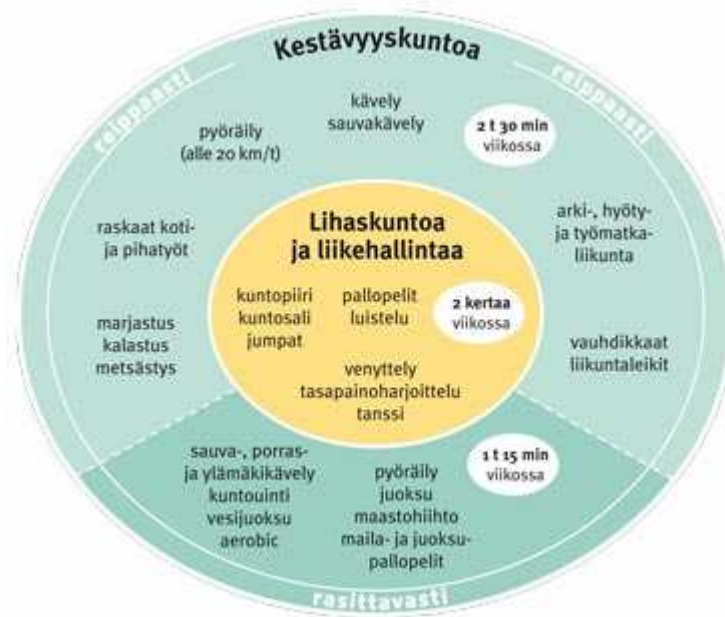 Kestävyyskuntoa
reippaasti
reippaasti
kävely
sauvakävely
2 t 30 min
viikossa
pyöräily
(alle 20 km/t)
raskaat koti-
ja pihatyöt
arki-, hyöty-
ja työmatka-
liikunta
marjastus
kalastus
metsästys
vauhdikkaat
liikuntaleikit
Lihaskuntoa
ja liikehallintaa
kuntopiiri
kuntosali
jumpat
pallopelit
luistelu
2 kertaa
viikossa
venyttely
tasapainoharjoittelu
tanssi
sauva-, porras-
ja ylämäkikävely
kuntouinti
vesijuoksu
aerobic
pyöräily
juoksu
maastohiihto
maila- ja juoksu-
pallopelit
1 t 15 min
viikossa
rasittavasti